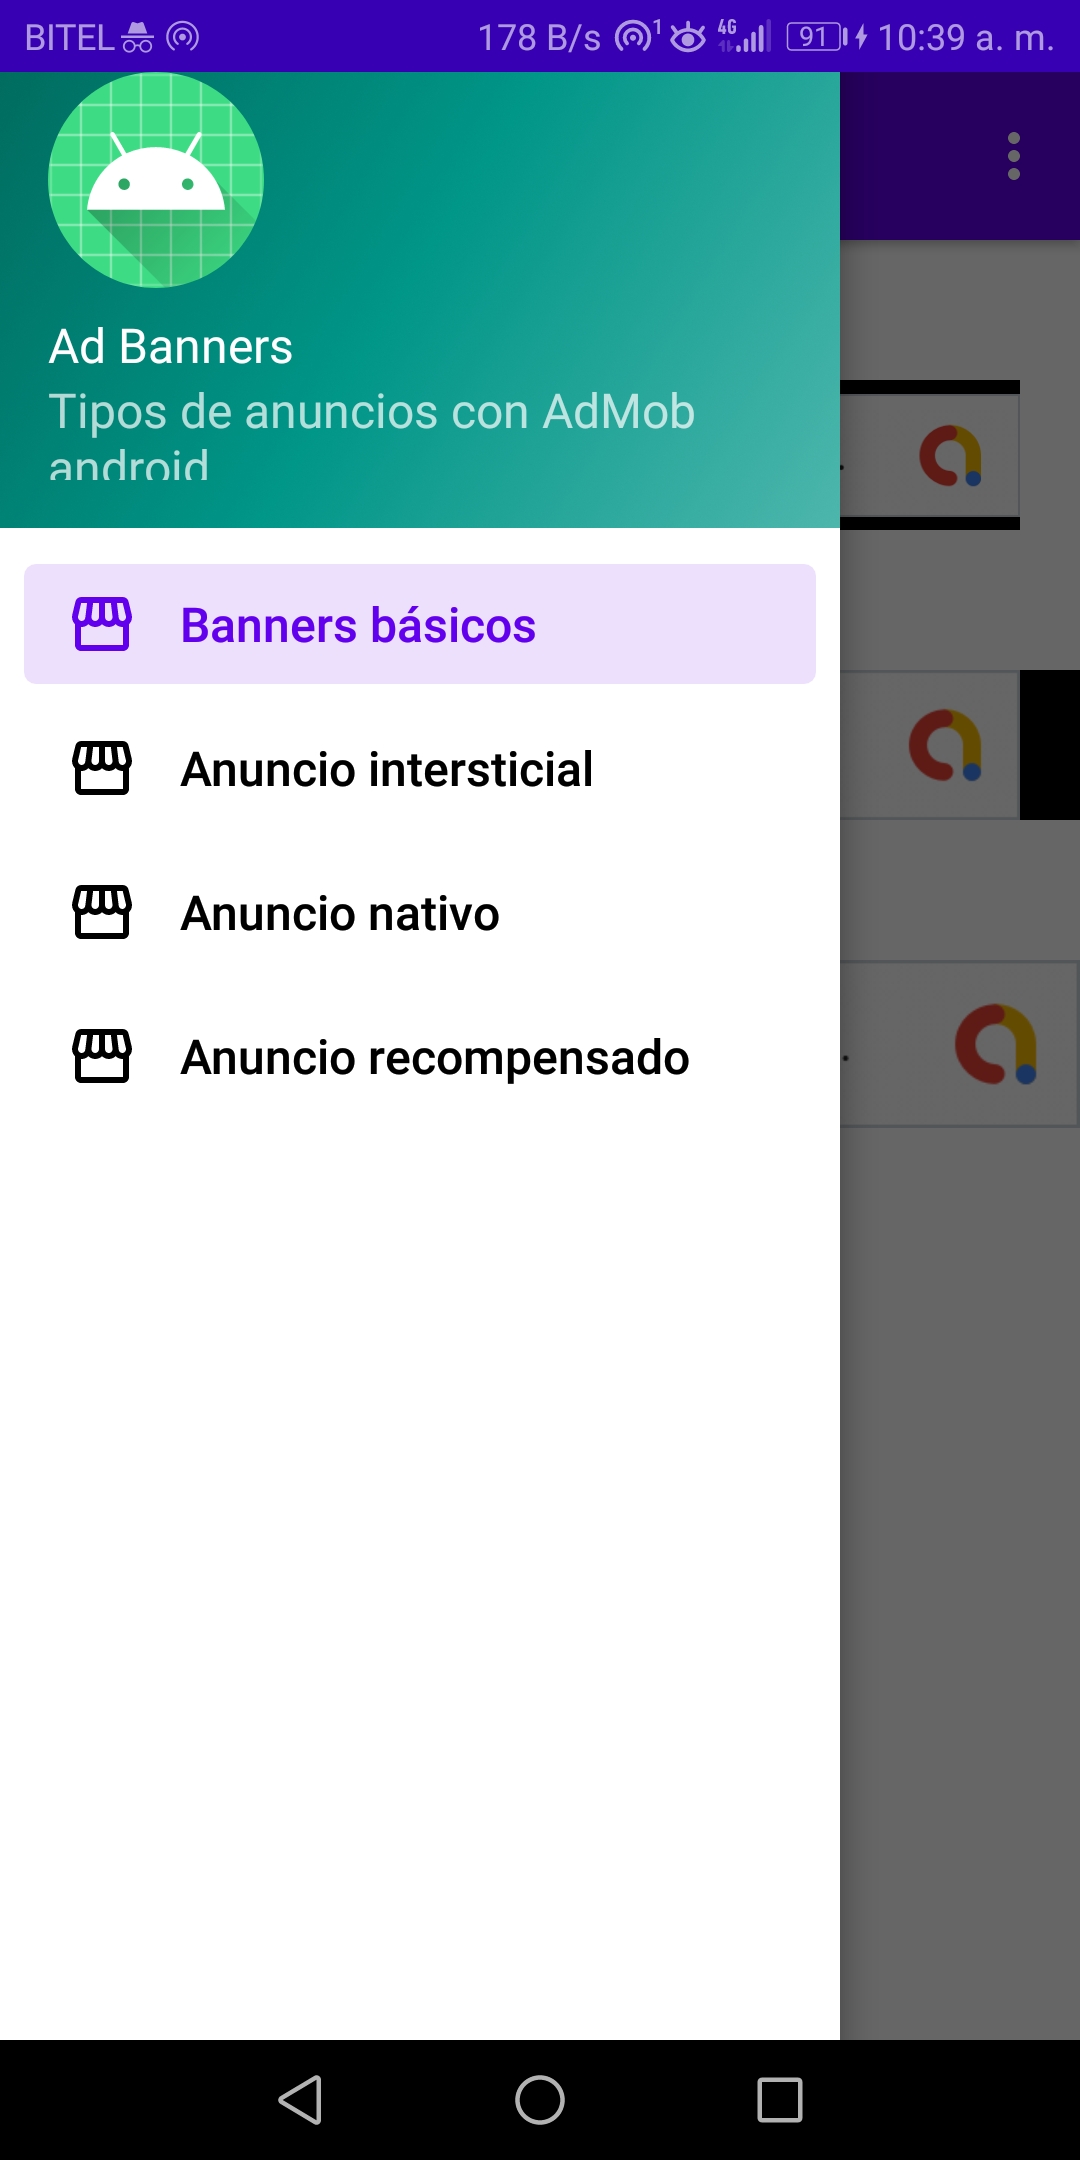 BITEL 178 B/s 1 4G 91 10:39 a. m.
Ad Banners
Tipos de anuncios con AdMob
android
Banners básicos
Anuncio intersticial
Anuncio nativo
Anuncio recompensado